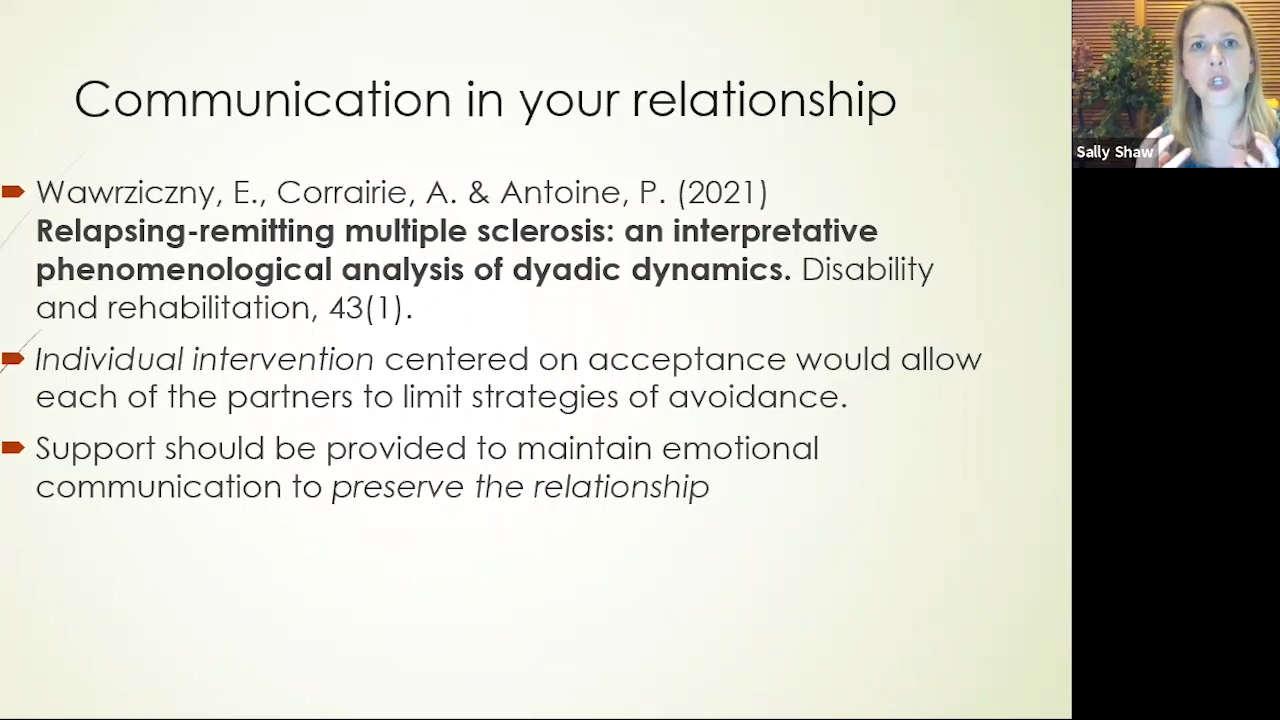 Communication in your relationship
Wawrziczny, E., Corrairie, A. & Antoine, P. (2021)
Relapsing-remitting multiple sclerosis: an interpretative
phenomenological analysis of dyadic dynamics. Disability
and rehabilitation, 43(1).
Individual intervention centered on acceptance would allow
each of the partners to limit strategies of avoidance.
Support should be provided to maintain emotional
communication to preserve the relationship
Sally Shaw